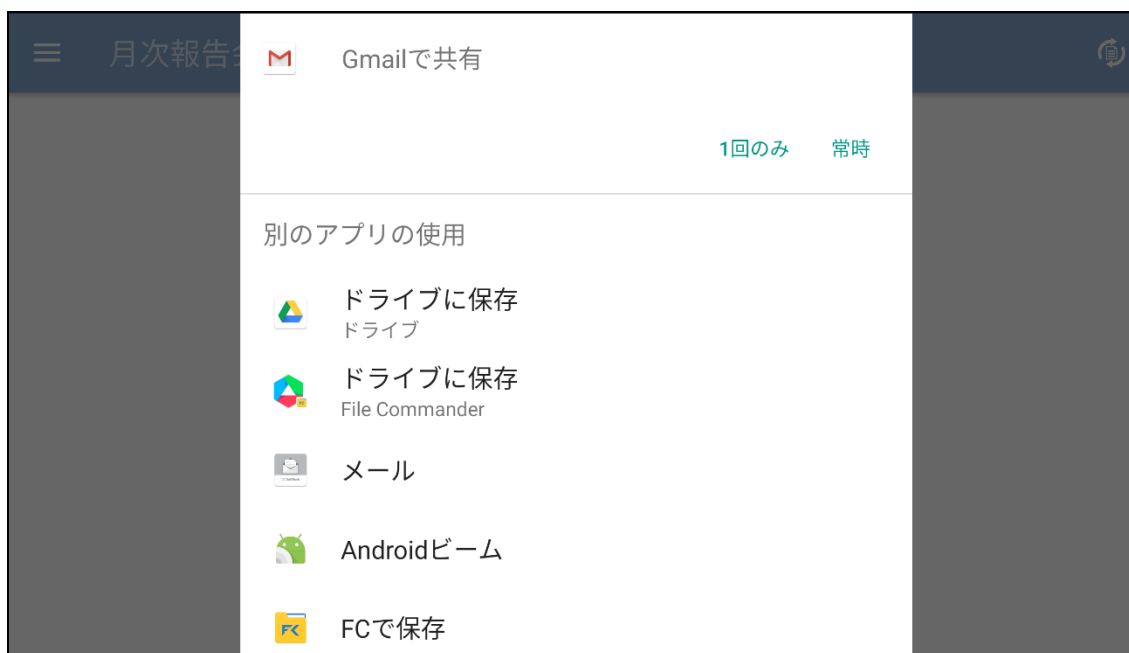 月次報告
Gmailで共有
1回のみ 常時
別のアプリの使用
ドライブに保存
ドライブ
ドライブに保存
File Commander
メール
Androidビーム
FCで保存